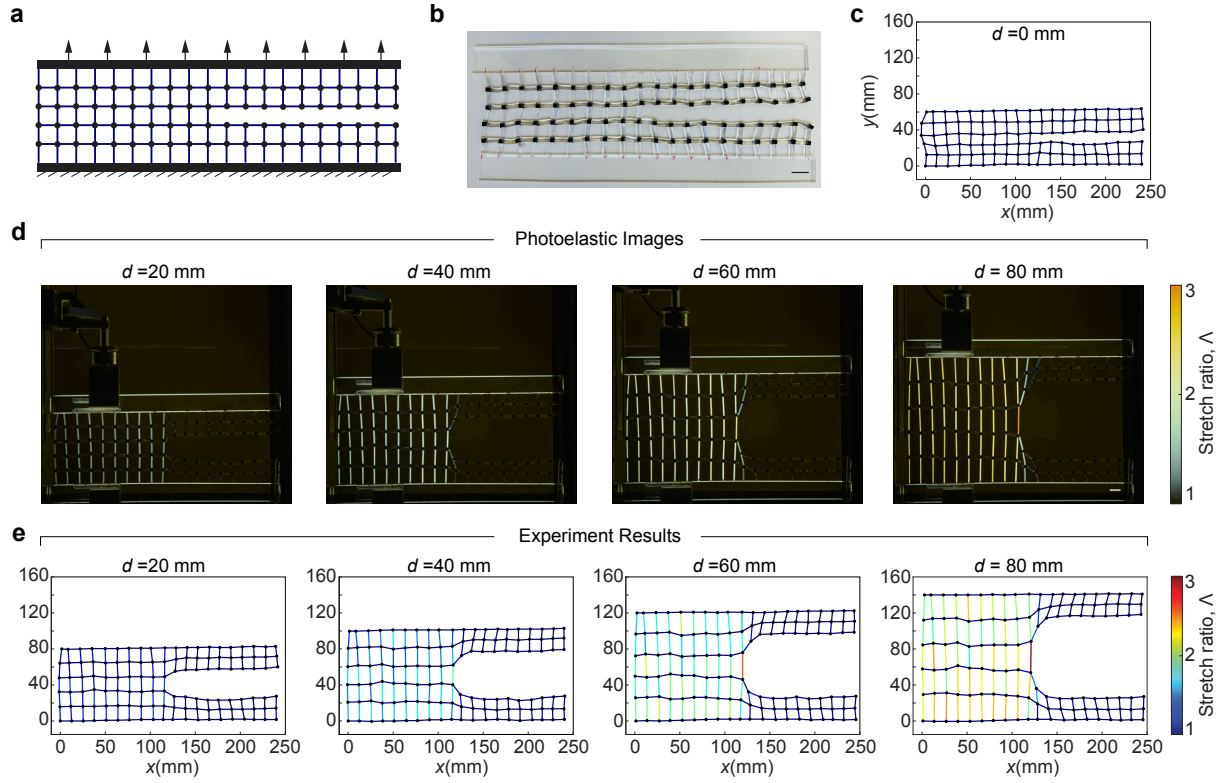 a
b
c
d =0 mm
160
120
80
40
0
y(mm)
0 50 100 150 200 250
x(mm)
d
Photoelastic Images
d =20 mm
d =40 mm
d =60 mm
d = 80 mm
3
2
1
Stretch ratio, Λ
e
Experiment Results
d =20 mm
d =40 mm
d =60 mm
d = 80 mm
160
120
80
40
0
y(mm)
0 50 100 150 200 250
x(mm)
160
120
80
40
0
0 50 100 150 200 250
x(mm)
160
120
80
40
0
0 50 100 150 200 250
x(mm)
160
120
80
40
0
0 50 100 150 200 250
x(mm)
3
2
1
Stretch ratio, Λ